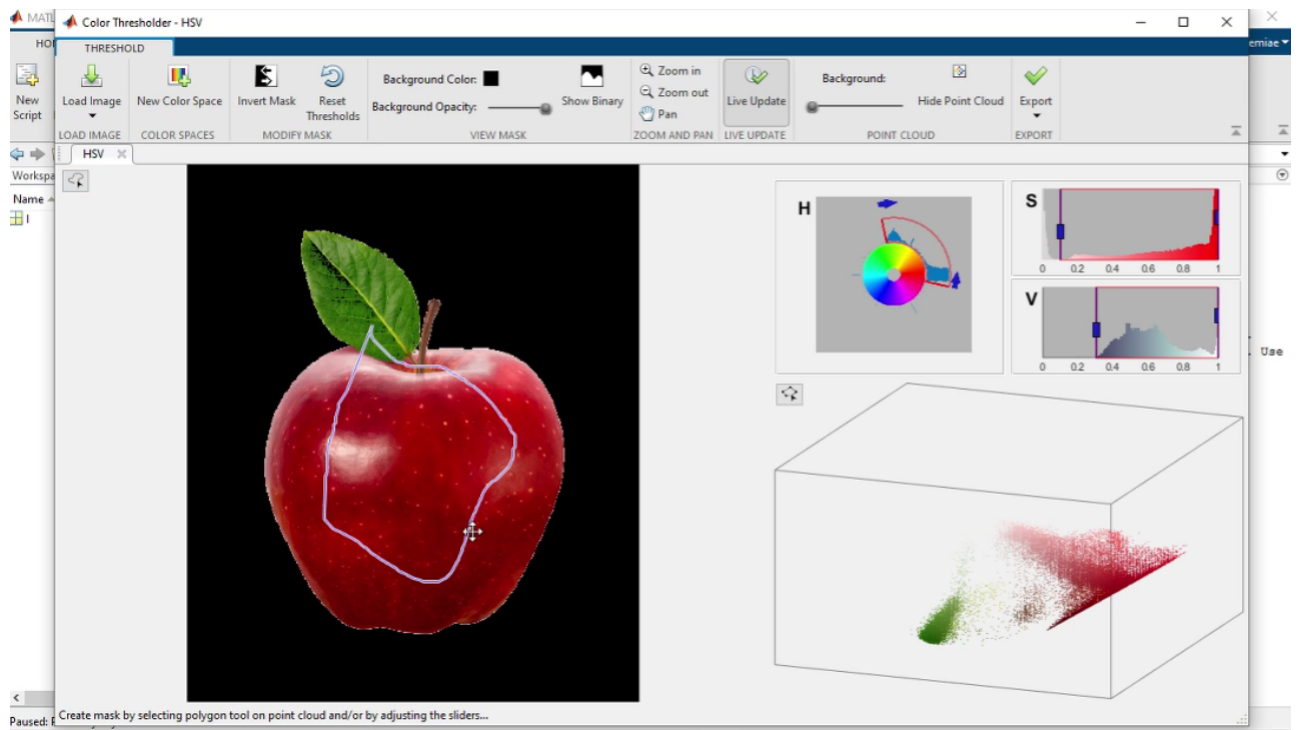 MATL
Color Thresholder - HSV
HO
THRESHOLD
emiae
New Script
Load Image
New Color Space
Invert Mask
Reset Thresholds
Background Color:
Background Opacity:
Show Binary
Zoom in
Zoom out
Pan
Live Update
Background:
Hide Point Cloud
Export
LOAD IMAGE
COLOR SPACES
MODIFY MASK
VIEW MASK
ZOOM AND PAN
LIVE UPDATE
POINT CLOUD
EXPORT
HSV
Workspa
Name
I
H
S
0 0.2 0.4 0.6 0.8 1
V
0 0.2 0.4 0.6 0.8 1
Use
Create mask by selecting polygon tool on point cloud and/or by adjusting the sliders...
Paused: